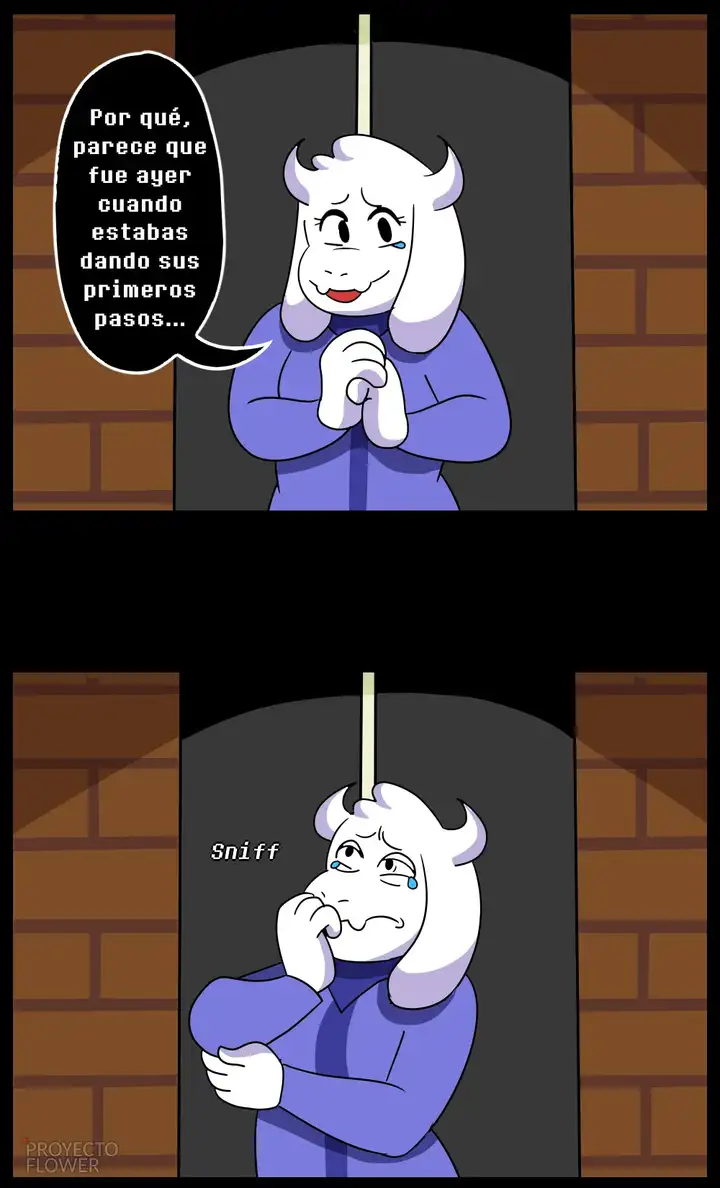 Por qué,
parece que
fue ayer
cuando
estabas
dando sus
primeros
pasos...
Sniff
PROYECTO
FLOWER